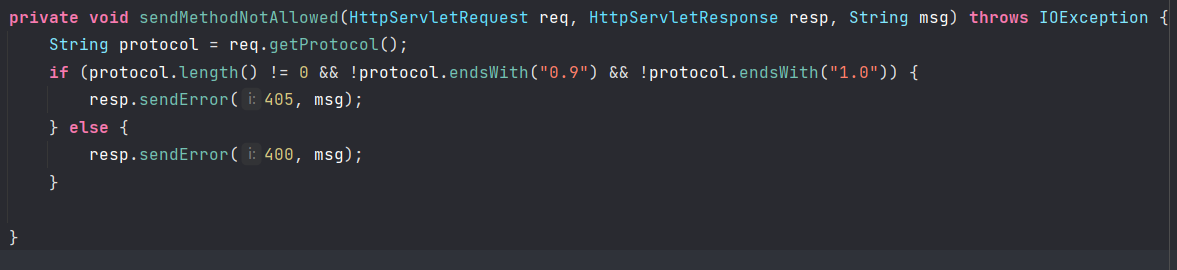 private void sendMethodNotAllowed(HttpServletRequest req, HttpServletResponse resp, String msg) throws IOException {
    String protocol = req.getProtocol();
    if (protocol.length() != 0 && !protocol.endsWith("0.9") && !protocol.endsWith("1.0")) {
        resp.sendError( i: 405, msg);
    } else {
        resp.sendError( i: 400, msg);
    }
}